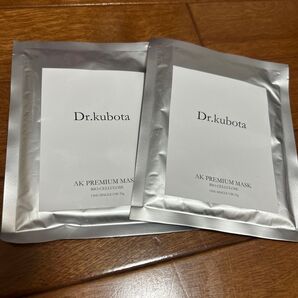 Dr.kubota
AK PREMIUM MASK
BIO CELLULOSE
Dr.kubota
AK PREMIUM MASK
BIO CELLULOSE